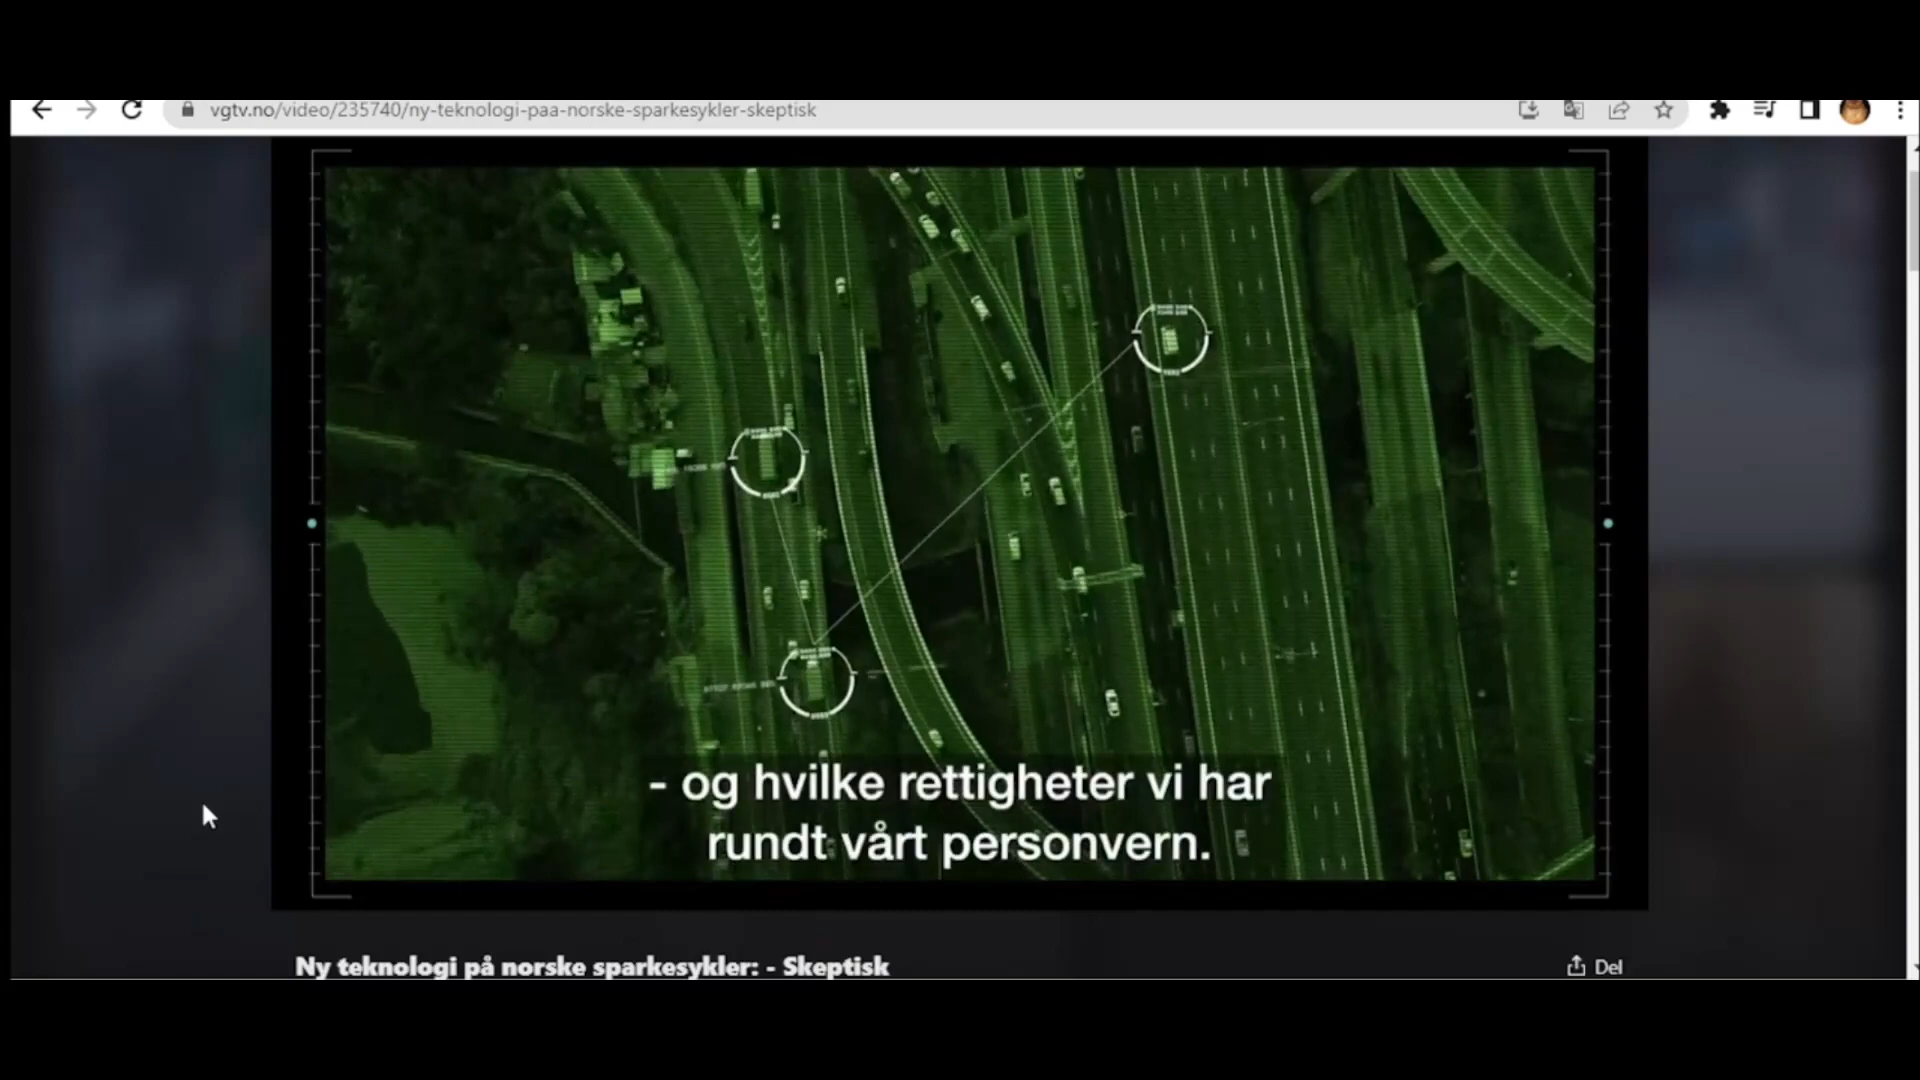 vgtv.no/video/235740/ny-teknologi-paa-norske-sparkesykler-skeptisk
- og hvilke rettigheter vi har
rundt vårt personvern.
Ny teknologi på norske sparkesykler: - Skeptisk
Del